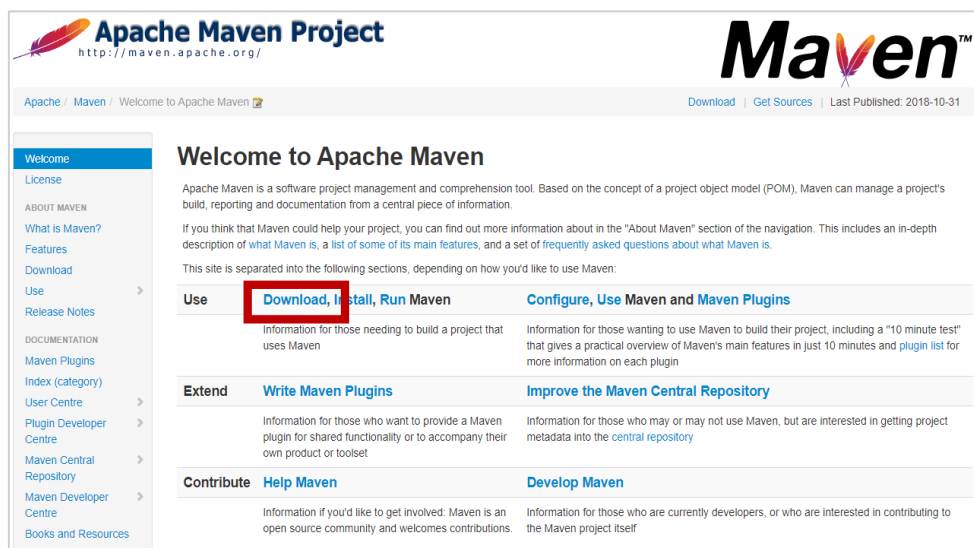 Apache Maven Project
http://maven.apache.org/
Maven™
Apache / Maven / Welcome to Apache Maven
Download | Get Sources | Last Published: 2018-10-31
Welcome
License
ABOUT MAVEN
What is Maven?
Features
Download
Use
Release Notes
DOCUMENTATION
Maven Plugins
Index (category)
User Centre
Plugin Developer
Centre
Maven Central
Repository
Maven Developer
Centre
Books and Resources
Welcome to Apache Maven
Apache Maven is a software project management and comprehension tool. Based on the concept of a project object model (POM), Maven can manage a project's
build, reporting and documentation from a central piece of information.
If you think that Maven could help your project, you can find out more information about in the "About Maven" section of the navigation. This includes an in-depth
description of what Maven is, a list of some of its main features, and a set of frequently asked questions about what Maven is.
This site is separated into the following sections, depending on how you'd like to use Maven:
Use
Download, Install, Run Maven
Configure, Use Maven and Maven Plugins
Information for those needing to build a project that
uses Maven
Information for those wanting to use Maven to build their project, including a "10 minute test"
that gives a practical overview of Maven's main features in just 10 minutes and plugin list for
more information on each plugin
Extend
Write Maven Plugins
Improve the Maven Central Repository
Information for those who want to provide a Maven
plugin for shared functionality or to accompany their
own product or toolset
Information for those who may or may not use Maven, but are interested in getting project
metadata into the central repository
Contribute
Help Maven
Develop Maven
Information if you'd like to get involved: Maven is an
open source community and welcomes contributions.
Information for those who are currently developers, or who are interested in contributing to
the Maven project itself